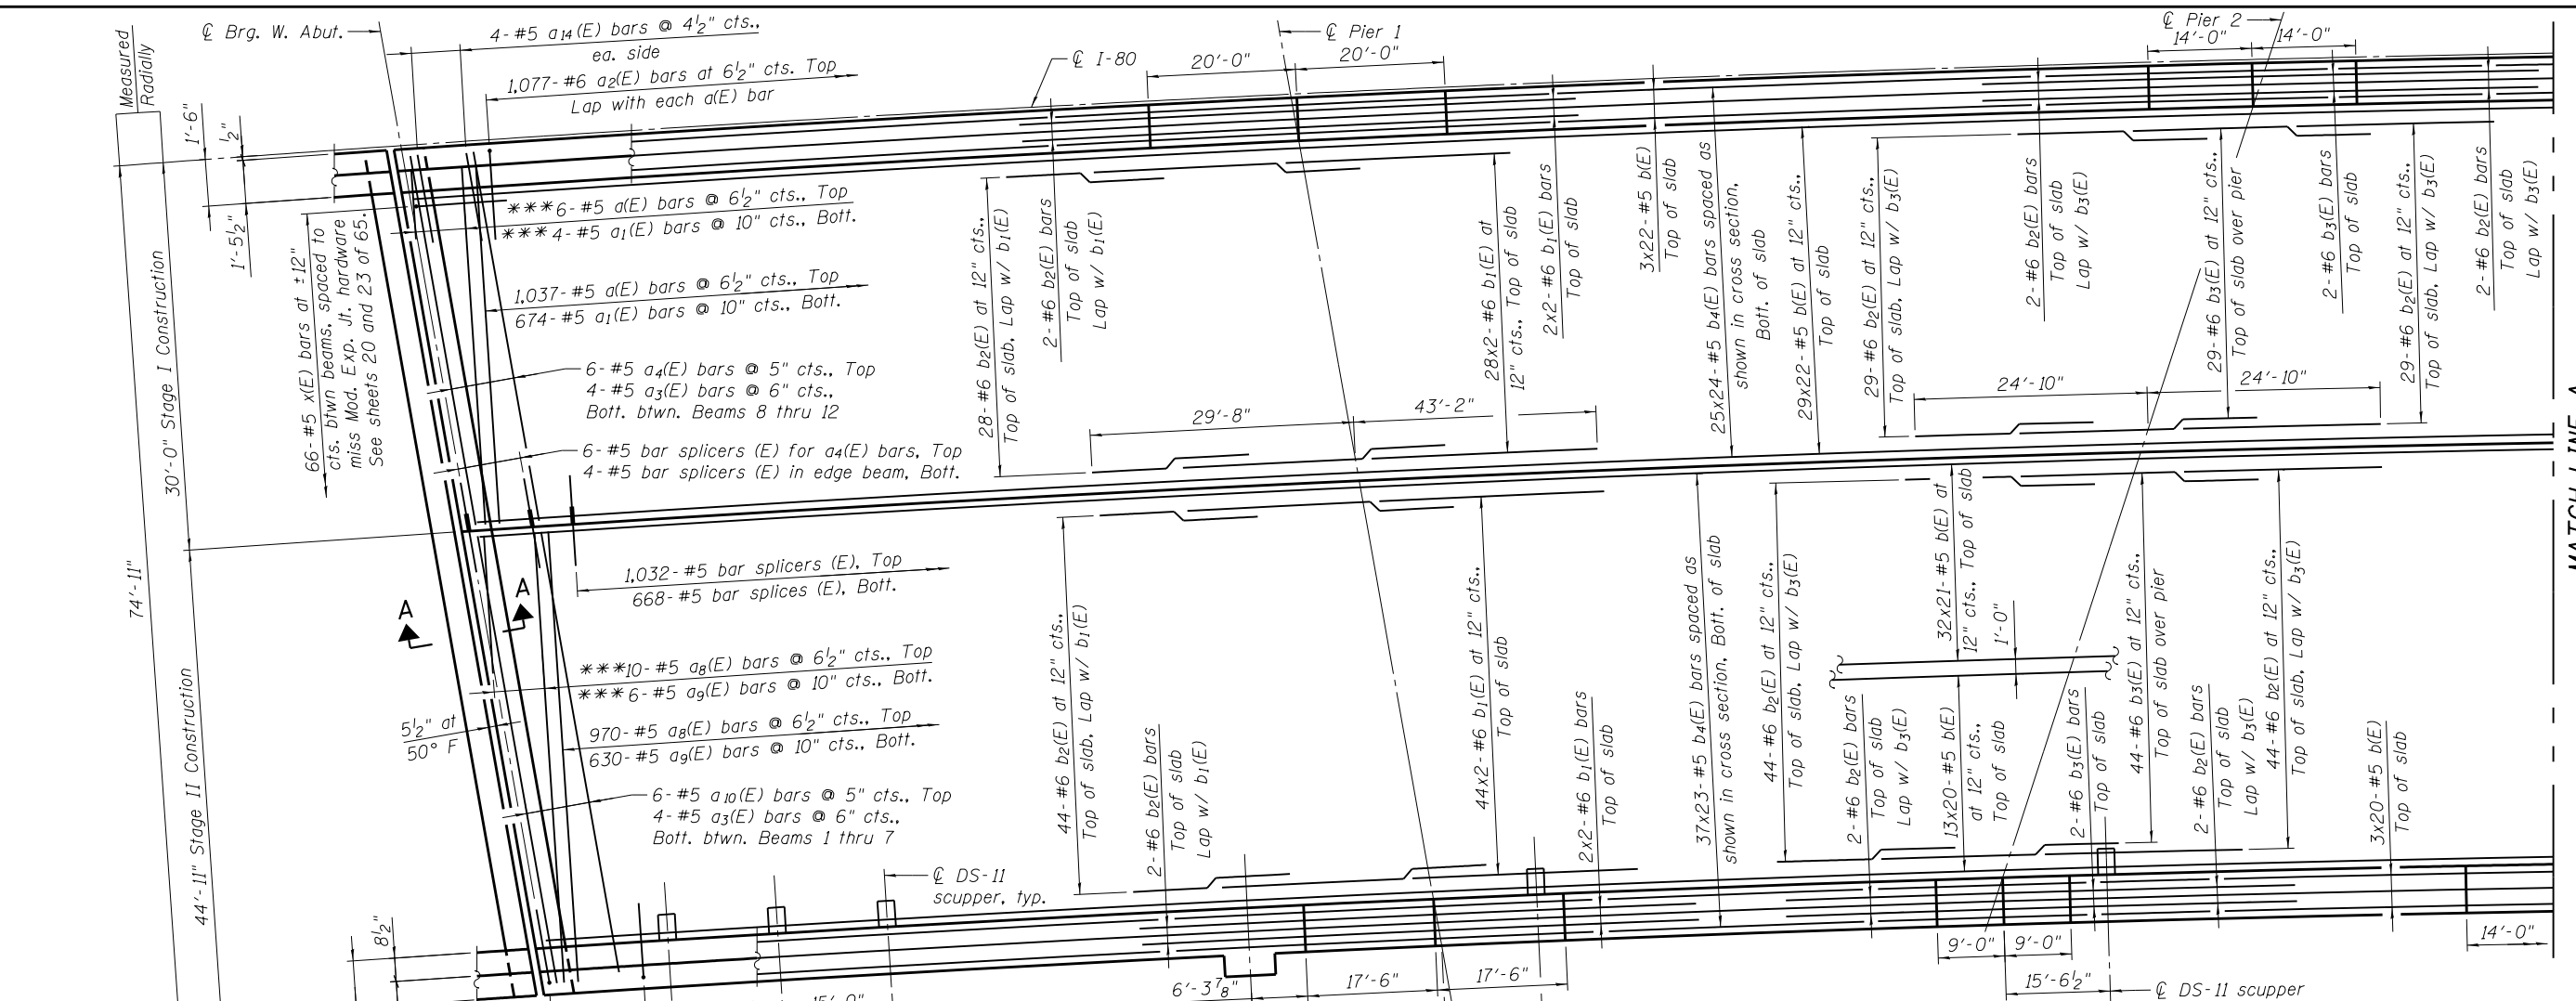 Measured
Radially
℄ Brg. W. Abut.
4-#5 a14(E) bars @ 4½" cts.,
ea. side
1,077-#6 a2(E) bars at 6½" cts. Top
Lap with each a(E) bar
℄ I-80
20'-0"
℄ Pier 1
20'-0"
℄ Pier 2
14'-0"
14'-0"
1'-6"
½"
1'-5½"
***6-#5 a(E) bars @ 6½" cts., Top
***4-#5 a1(E) bars @ 10" cts., Bott.
1,037-#5 a(E) bars @ 6½" cts., Top
674-#5 a1(E) bars @ 10" cts., Bott.
6-#5 a4(E) bars @ 5" cts., Top
4-#5 a3(E) bars @ 6" cts.,
Bott. btwn. Beams 8 thru 12
6-#5 bar splicers (E) for a4(E) bars, Top
4-#5 bar splicers (E) in edge beam, Bott.
66-#5 x(E) bars at ±12"
cts. btwn beams, spaced to
miss Mod. Exp. Jt. hardware
See sheets 20 and 23 of 65.
30'-0" Stage I Construction
74'-11"
44'-11" Stage II Construction
28-#6 b2(E) at 12" cts.,
Top of slab, Lap w/ b1(E)
2-#6 b2(E) bars
Top of slab
Lap w/ b1(E)
29'-8"
43'-2"
28x2-#6 b1(E) at
12" cts., Top of slab
2x2-#6 b1(E) bars
Top of slab
3x22-#5 b(E)
Top of slab
25x24-#5 b4(E) bars spaced as
shown in cross section,
Bott. of slab
29x22-#5 b(E) at 12" cts.,
Top of slab
29-#6 b2(E) at 12" cts.,
Top of slab, Lap w/ b3(E)
2-#6 b2(E) bars
Top of slab
Lap w/ b3(E)
24'-10"
24'-10"
29-#6 b3(E) at 12" cts.,
Top of slab over pier
2-#6 b3(E) bars
Top of slab
29-#6 b2(E) at 12" cts.,
Top of slab, Lap w/ b3(E)
2-#6 b2(E) bars
Top of slab
Lap w/ b3(E)
MATCH LINE A
1,032-#5 bar splicers (E), Top
668-#5 bar splices (E), Bott.
A
A
***10-#5 a8(E) bars @ 6½" cts., Top
***6-#5 a9(E) bars @ 10" cts., Bott.
5½" at
50° F
970-#5 a8(E) bars @ 6½" cts., Top
630-#5 a9(E) bars @ 10" cts., Bott.
6-#5 a10(E) bars @ 5" cts., Top
4-#5 a3(E) bars @ 6" cts.,
Bott. btwn. Beams 1 thru 7
℄ DS-11
scupper, typ.
8½"
15'-0"
44-#6 b2(E) at 12" cts.,
Top of slab, Lap w/ b1(E)
2-#6 b2(E) bars
Top of slab
Lap w/ b1(E)
44x2-#6 b1(E) at 12" cts.,
Top of slab
2x2-#6 b1(E) bars
Top of slab
37x23-#5 b4(E) bars spaced as
shown in cross section, Bott. of slab
44-#6 b2(E) at 12" cts.,
Top of slab, Lap w/ b3(E)
2-#6 b2(E) bars
Top of slab
Lap w/ b3(E)
32x21-#5 b(E) at
12" cts., Top of slab
1'-0"
13x20-#5 b(E)
at 12" cts.,
Top of slab
2-#6 b3(E) bars
Top of slab
44-#6 b3(E) at 12" cts.,
Top of slab over pier
2-#6 b2(E) bars
Top of slab
Lap w/ b3(E)
44-#6 b2(E) at 12" cts.,
Top of slab, Lap w/ b3(E)
3x20-#5 b(E)
Top of slab
6'-3⅞"
17'-6"
17'-6"
9'-0"
9'-0"
15'-6½"
14'-0"
℄ DS-11 scupper